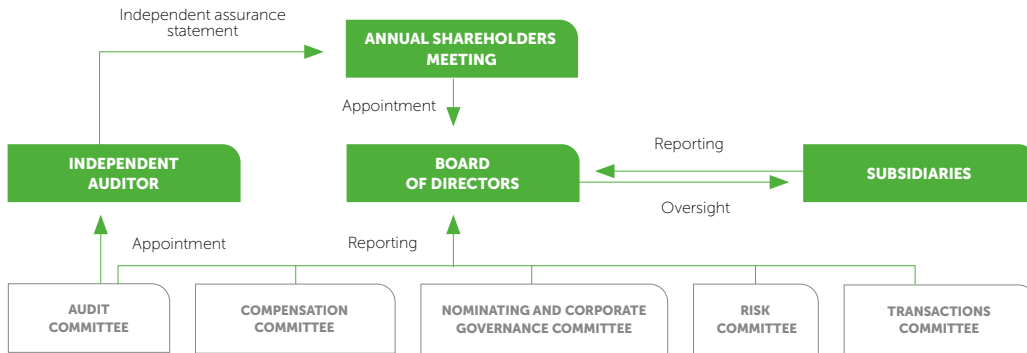 Independent assurance
statement
ANNUAL SHAREHOLDERS
MEETING
Appointment
INDEPENDENT
AUDITOR
BOARD
OF DIRECTORS
Reporting
SUBSIDIARIES
Oversight
Appointment
Reporting
AUDIT
COMMITTEE
COMPENSATION
COMMITTEE
NOMINATING AND CORPORATE
GOVERNANCE COMMITTEE
RISK
COMMITTEE
TRANSACTIONS
COMMITTEE